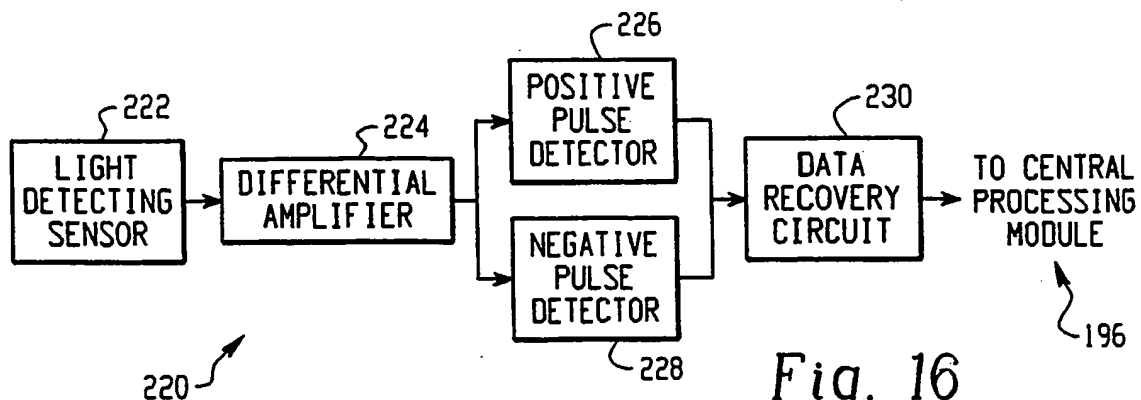 222
LIGHT
DETECTING
SENSOR
224
DIFFERENTIAL
AMPLIFIER
226
POSITIVE
PULSE
DETECTOR
NEGATIVE
PULSE
DETECTOR
228
230
DATA
RECOVERY
CIRCUIT
TO CENTRAL
PROCESSING
MODULE
196
220
Fig. 16